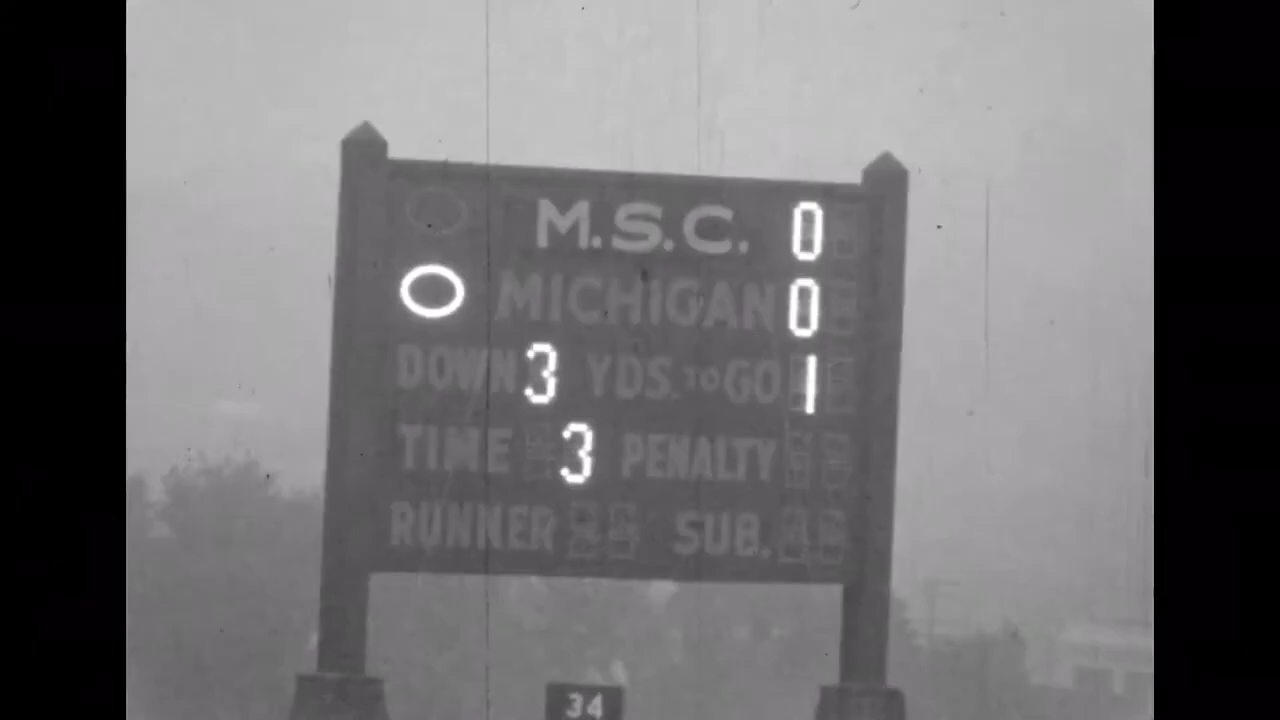 M.S.C. 0
MICHIGAN 0
DOWN 3 YDS. TO GO 1
TIME 3 PENALTY
RUNNER SUB.
34